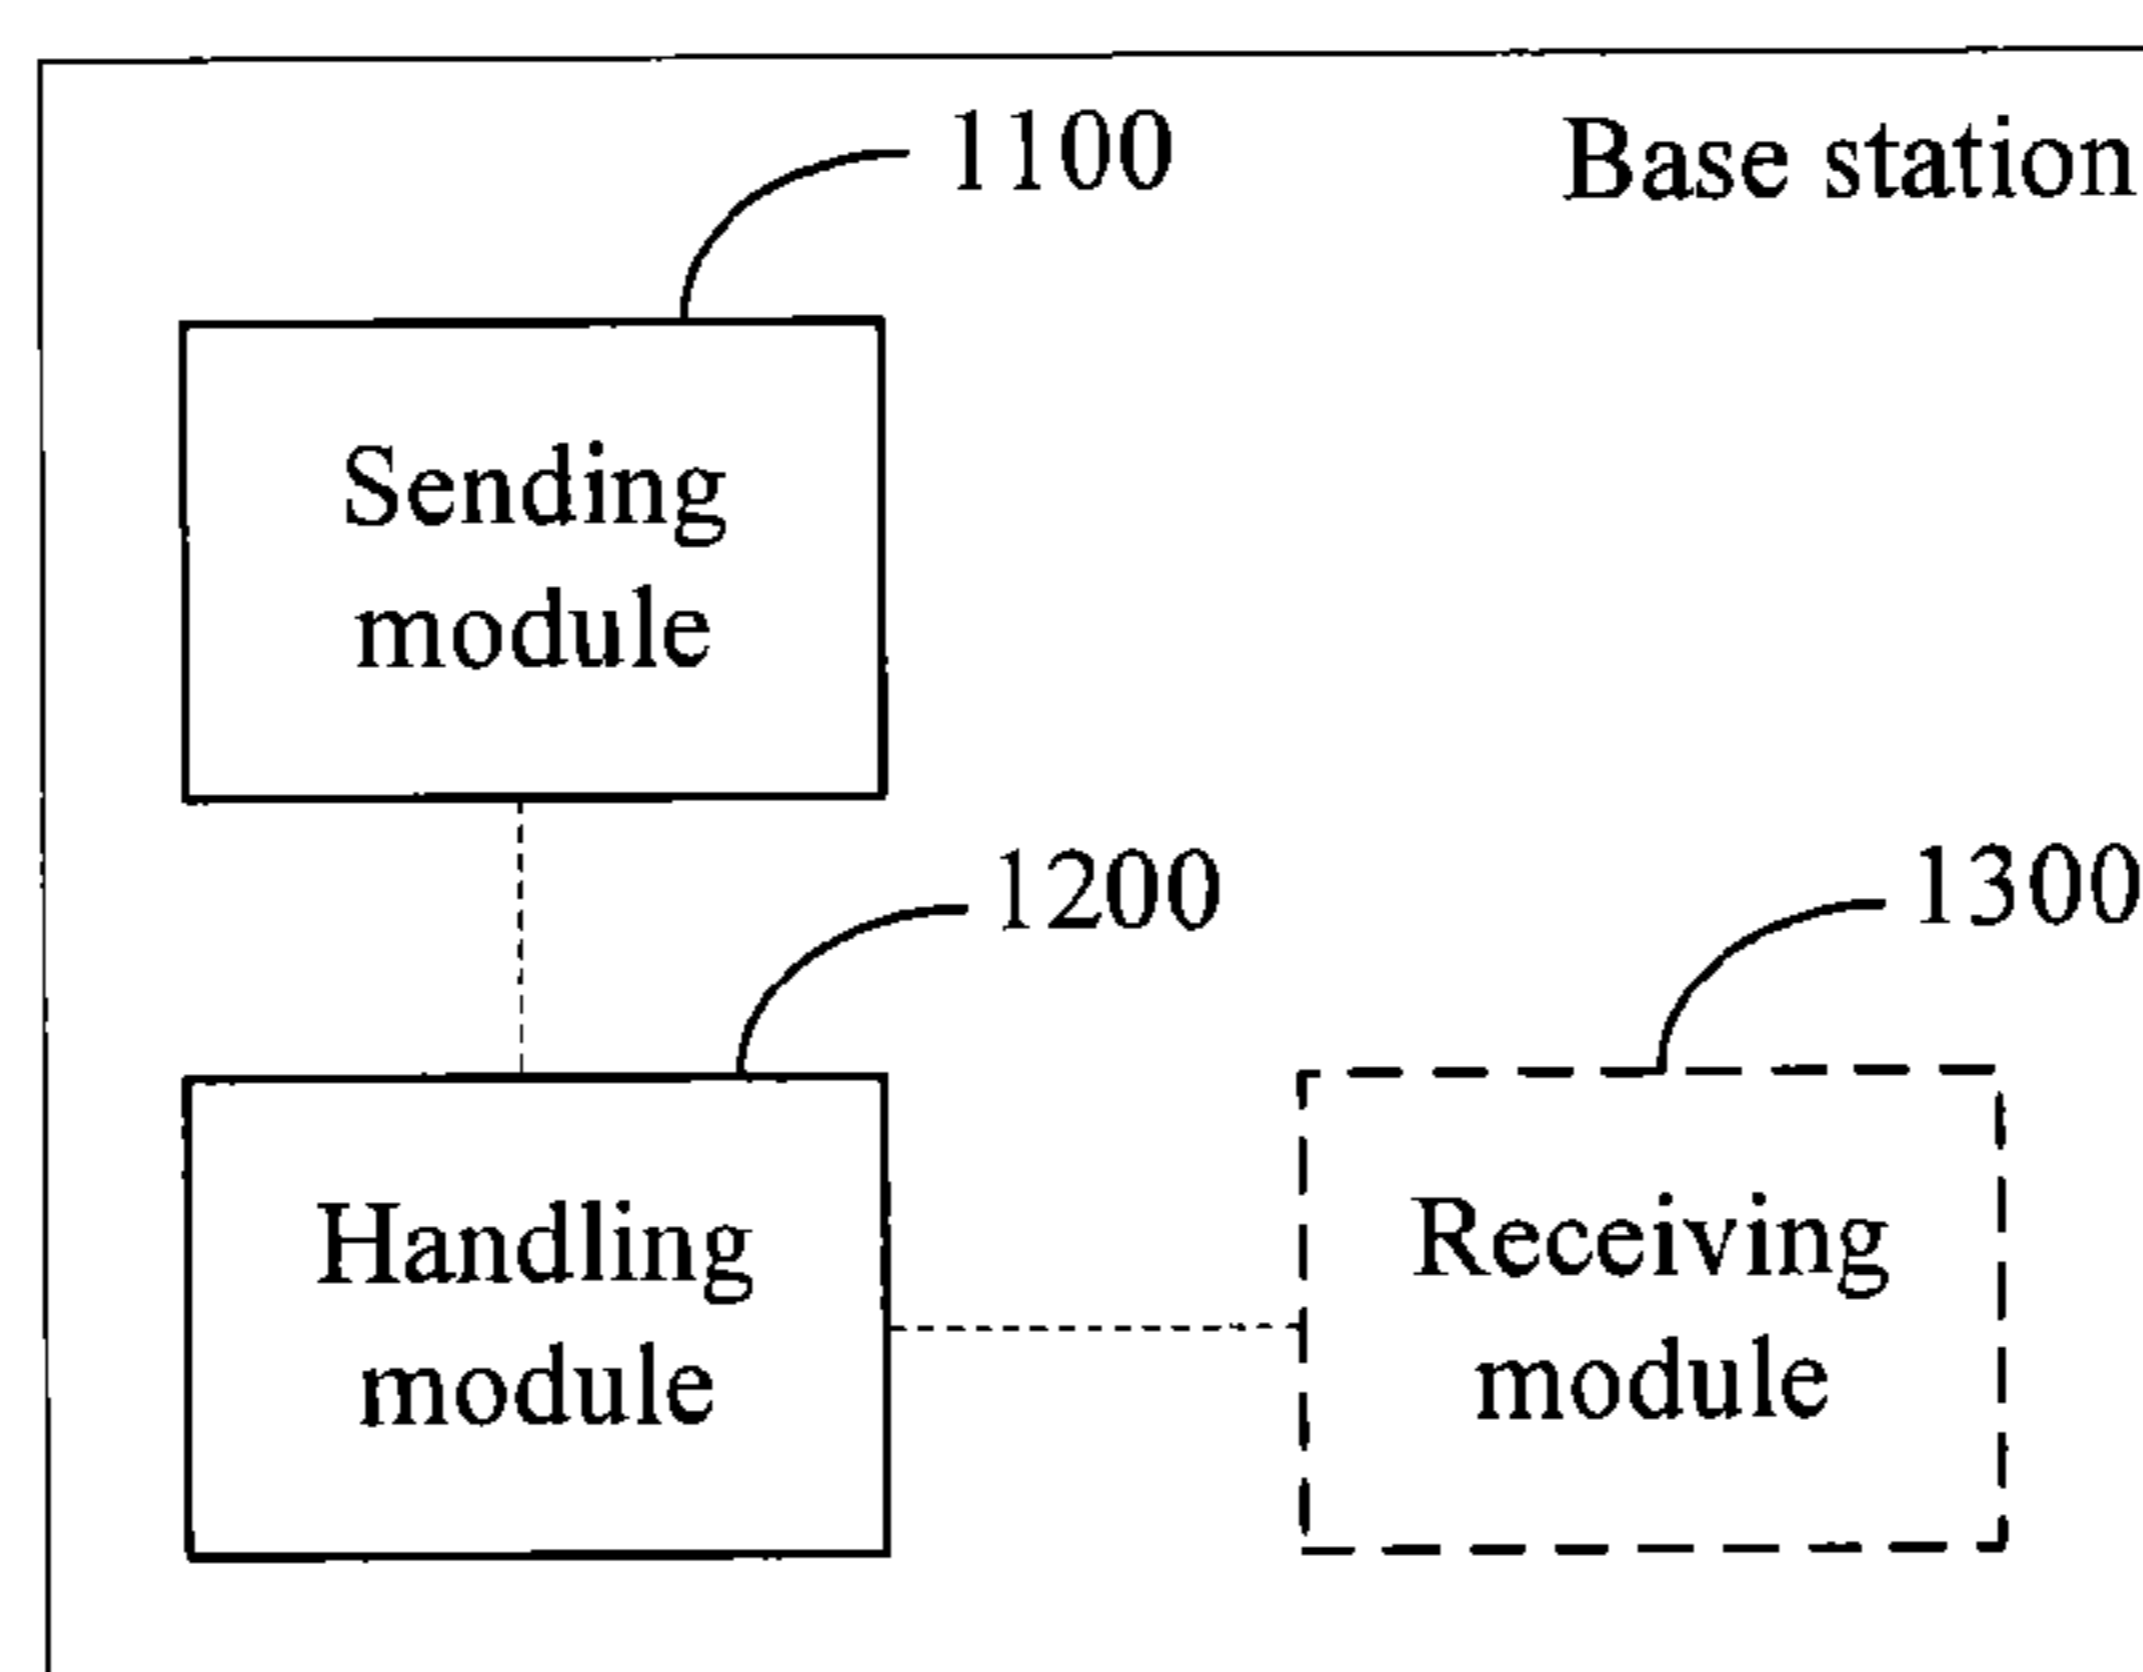 1100
Base station
Sending
module
1200
1300
Handling
module
Receiving
module